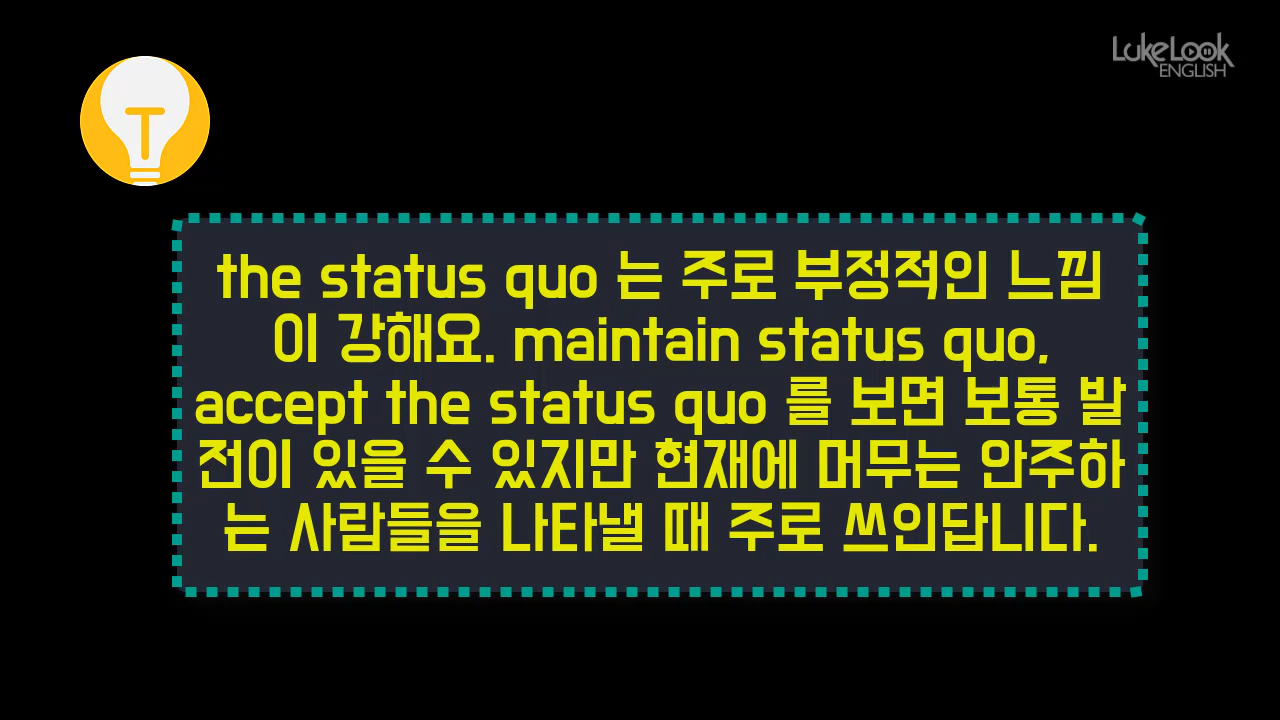 LukeLook
ENGLISH
the status quo 는 주로 부정적인 느낌
이 강해요. maintain status quo,
accept the status quo 를 보면 보통 발
전이 있을 수 있지만 현재에 머무는 안주하
는 사람들을 나타낼 때 주로 쓰인답니다.